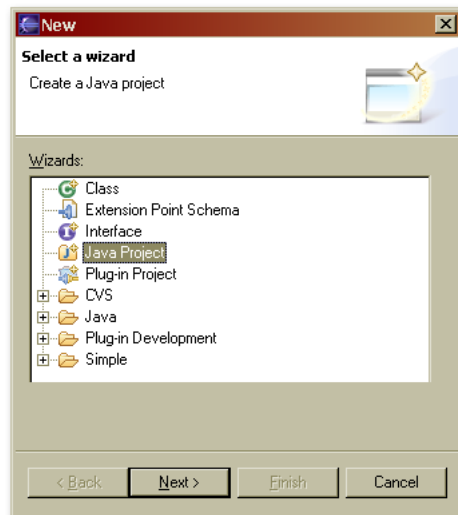 New
Select a wizard
Create a Java project
Wizards:
Class
Extension Point Schema
Interface
Java Project
Plug-in Project
CVS
Java
Plug-in Development
Simple
< Back Next > Finish Cancel